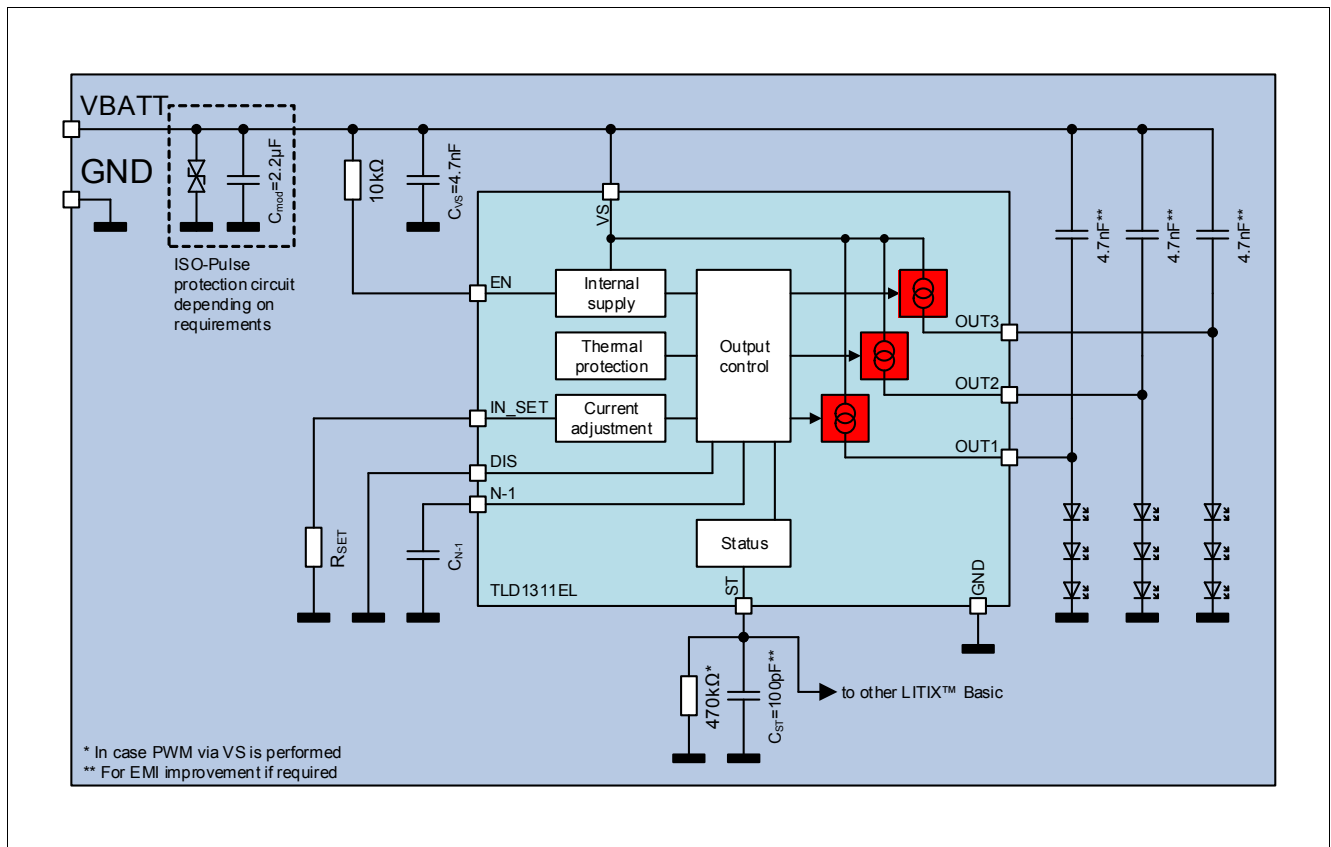 VBATT
GND
Cmod=2.2µF
10kΩ
CVS=4.7nF
ISO-Pulse
protection circuit
depending on
requirements
VS
4.7nF**
4.7nF**
4.7nF**
EN
Internal
supply
Thermal
protection
Output
control
OUT3
OUT2
IN_SET
Current
adjustment
OUT1
DIS
N-1
RSET
CN-1
Status
TLD1311EL
ST
GND
470kΩ*
CST=100pF**
to other LITIX™ Basic
* In case PWM via VS is performed
** For EMI improvement if required